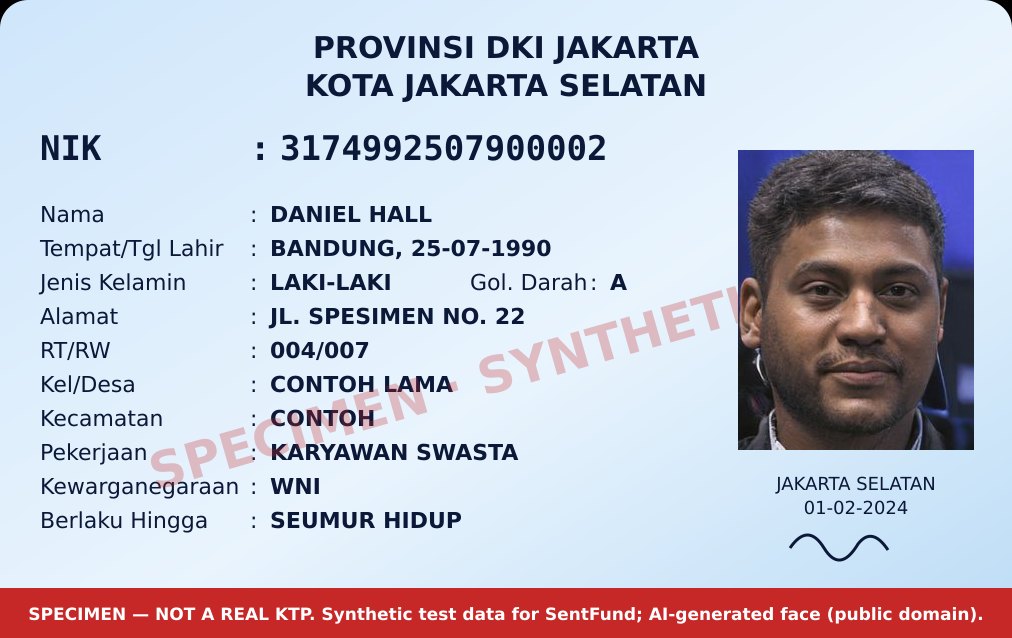 PROVINSI DKI JAKARTA
KOTA JAKARTA SELATAN
NIK : 3174992507900002
Nama : DANIEL HALL
Tempat/Tgl Lahir : BANDUNG, 25-07-1990
Jenis Kelamin : LAKI-LAKI Gol. Darah : A
Alamat : JL. SPESIMEN NO. 22
RT/RW : 004/007
Kel/Desa : CONTOH LAMA
Kecamatan : CONTOH
Pekerjaan : KARYAWAN SWASTA
Kewarganegaraan : WNI
Berlaku Hingga : SEUMUR HIDUP
SPECIMEN · SYNTHETI
JAKARTA SELATAN
01-02-2024
SPECIMEN — NOT A REAL KTP. Synthetic test data for SentFund; AI-generated face (public domain).